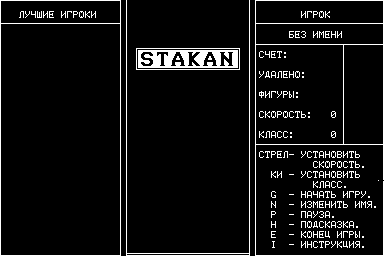 ЛУЧШИЕ ИГРОКИ
STAKAN
ИГРОК
БЕЗ ИМЕНИ
СЧЕТ:
УДАЛЕНО:
ФИГУРЫ:
СКОРОСТЬ: 0
КЛАСС: 0
СТРЕЛ- УСТАНОВИТЬ
СКОРОСТЬ.
КИ - УСТАНОВИТЬ
КЛАСС.
G - НАЧАТЬ ИГРУ.
N - ИЗМЕНИТЬ ИМЯ.
P - ПАУЗА.
H - ПОДСКАЗКА.
E - КОНЕЦ ИГРЫ.
I - ИНСТРУКЦИЯ.